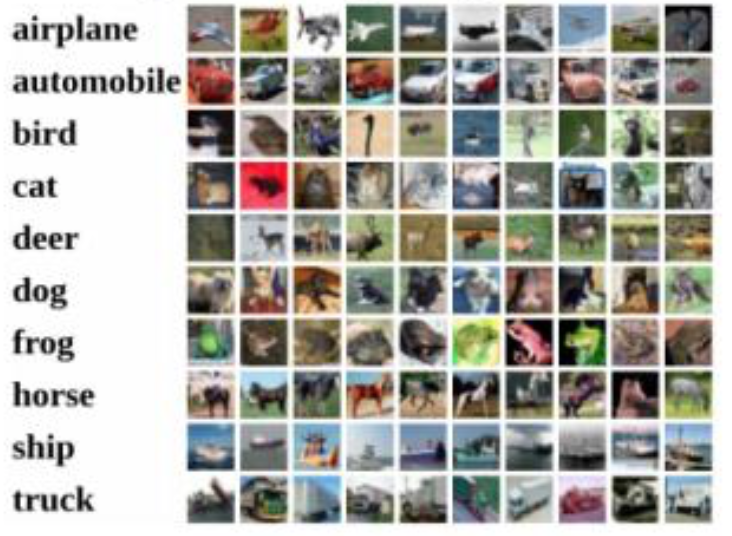 airplane
automobile
bird
cat
deer
dog
frog
horse
ship
truck